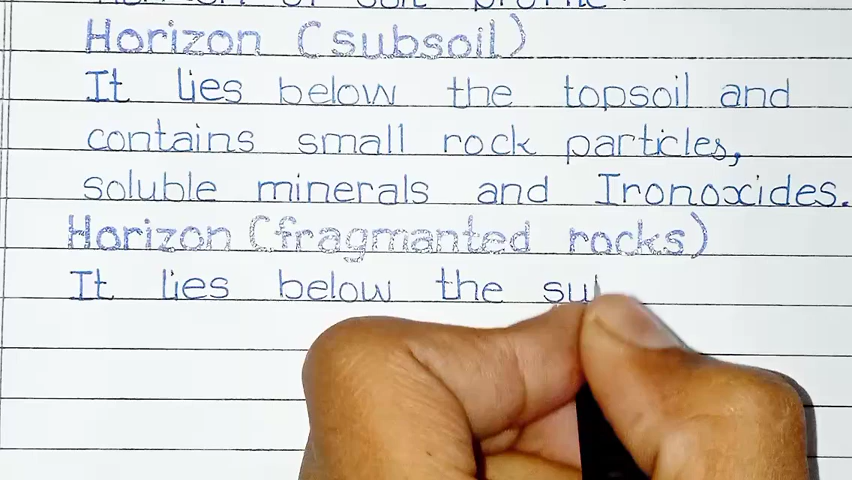 Horizon (subsoil)
It lies below the topsoil and
contains small rock particles,
soluble minerals and Ironoxides.
Horizon (fragmanted rocks)
It lies below the su